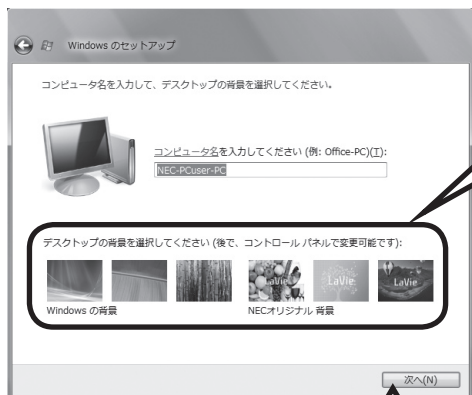 Windows のセットアップ
コンピュータ名を入力して、デスクトップの背景を選択してください。
コンピュータ名を入力してください (例: Office-PC)(T):
NEC-PCuser-PC
デスクトップの背景を選択してください (後で、コントロール パネルで変更可能です):
LaVie
LaVie
LaVie
Windows の背景
NECオリジナル 背景
次へ(N)